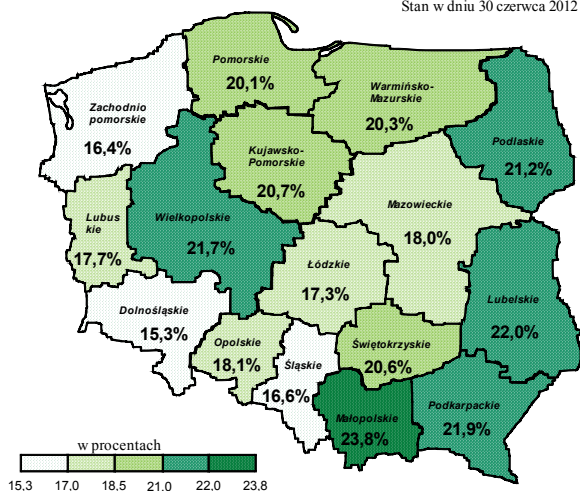 Stan w dniu 30 czerwca 2012
Pomorskie
20,1%
Warmińsko-
Mazurskie
20,3%
Zachodnio
pomorskie
16,4%
Podlaskie
21,2%
Kujawsko-
Pomorskie
20,7%
Lubus
kie
17,7%
Wielkopolskie
21,7%
Mazowieckie
18,0%
Łódzkie
17,3%
Dolnośląskie
15,3%
Lubelskie
22,0%
Opolskie
18,1%
Śląskie
16,6%
Świętokrzyskie
20,6%
Małopolskie
23,8%
Podkarpackie
21,9%
w procentach
15,3 17,0 18,5 21,0 22,0 23,8